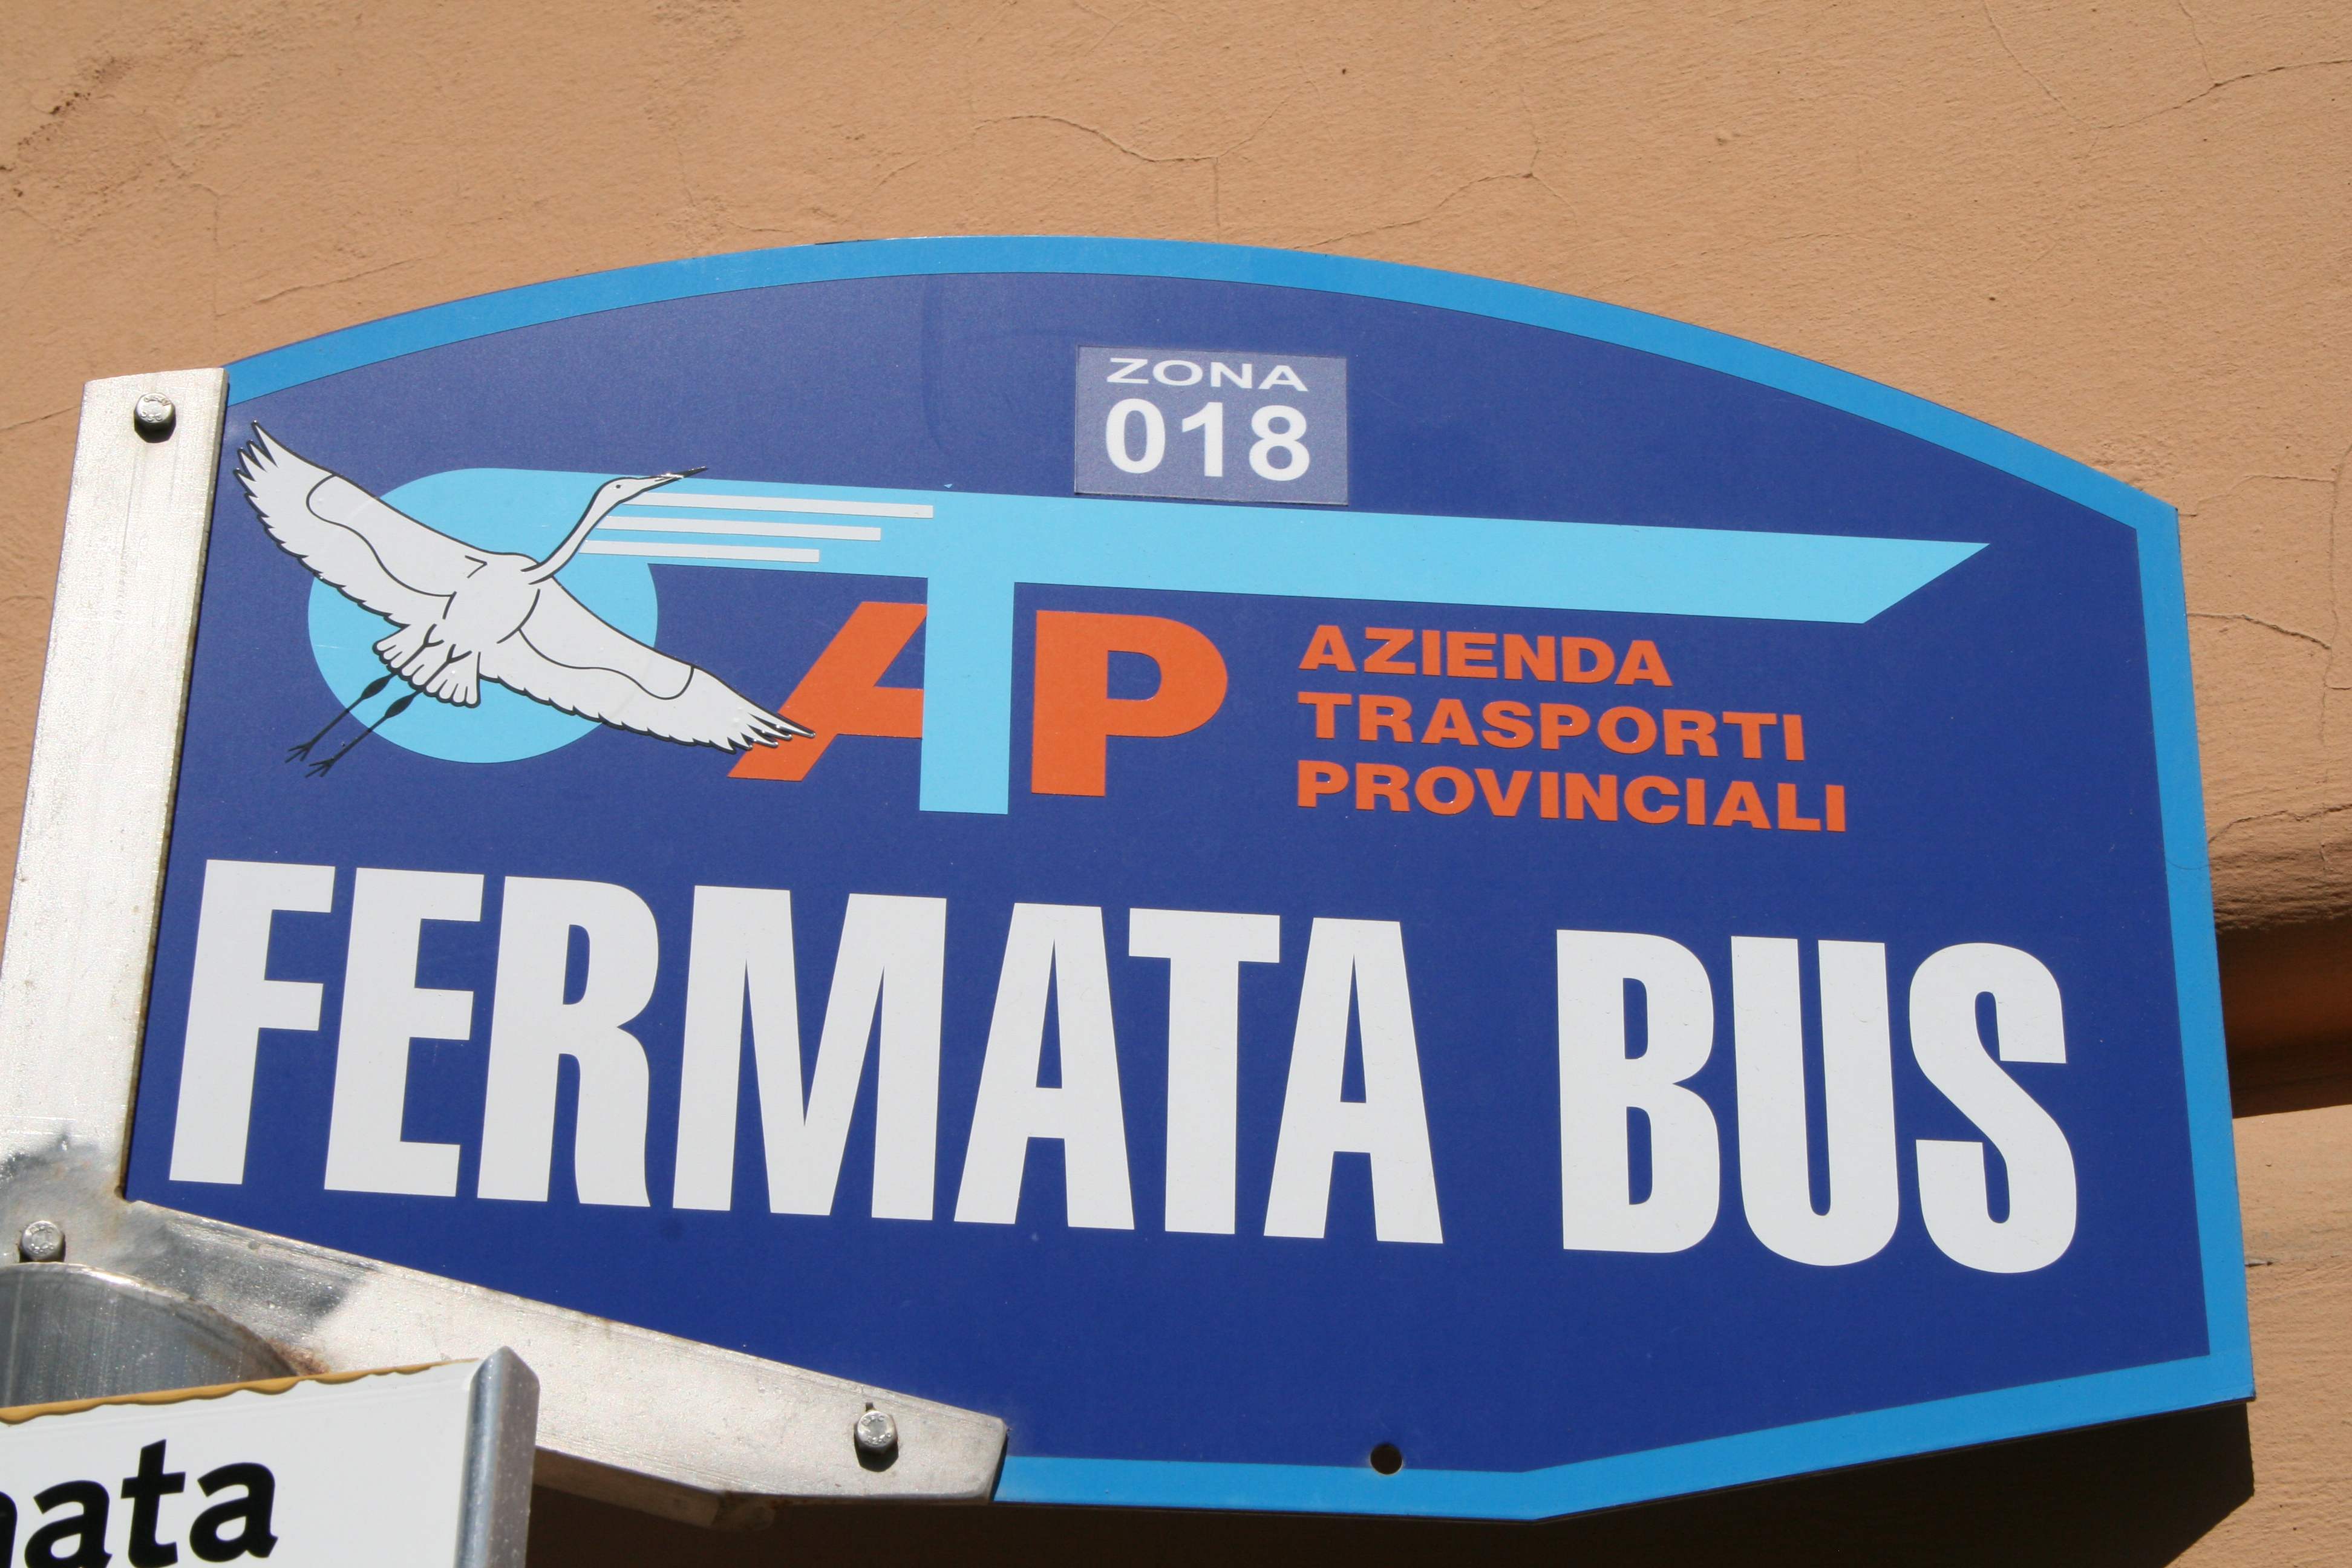 ZONA
018
ATP
AZIENDA
TRASPORTI
PROVINCIALI
FERMATA BUS